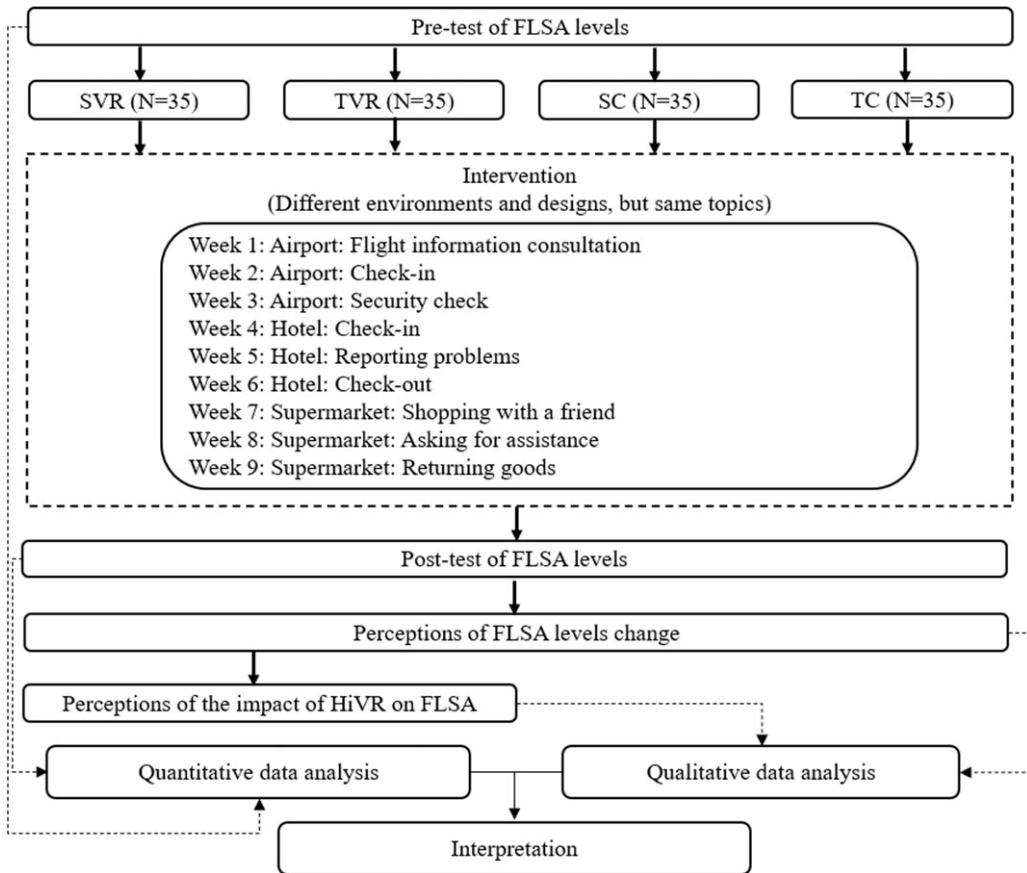 Pre-test of FLSA levels
SVR (N=35)
TVR (N=35)
SC (N=35)
TC (N=35)
Intervention
(Different environments and designs, but same topics)
Week 1: Airport: Flight information consultation
Week 2: Airport: Check-in
Week 3: Airport: Security check
Week 4: Hotel: Check-in
Week 5: Hotel: Reporting problems
Week 6: Hotel: Check-out
Week 7: Supermarket: Shopping with a friend
Week 8: Supermarket: Asking for assistance
Week 9: Supermarket: Returning goods
Post-test of FLSA levels
Perceptions of FLSA levels change
Perceptions of the impact of HiVR on FLSA
Quantitative data analysis
Qualitative data analysis
Interpretation